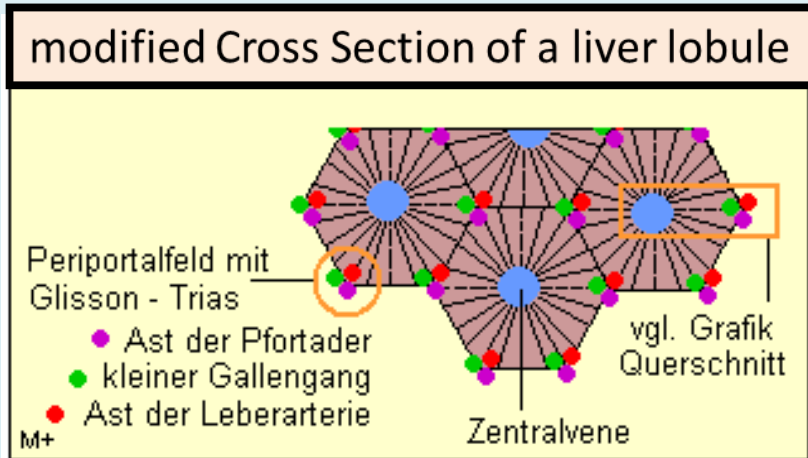 modified Cross Section of a liver lobule
Periportalfeld mit
Glisson - Trias
Ast der Pfortader
kleiner Gallengang
Ast der Leberarterie
M+
Zentralvene
vgl. Grafik
Querschnitt